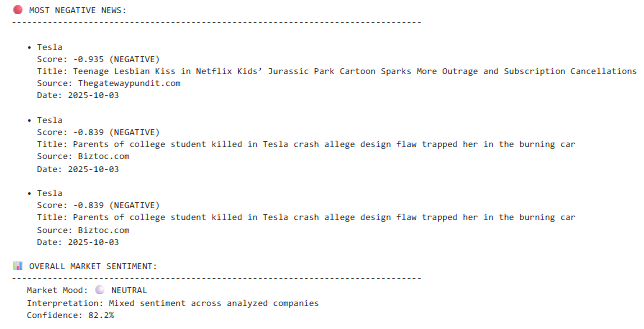 🔴 MOST NEGATIVE NEWS:
--------------------------------------------------------------------------------
• Tesla
Score: -0.935 (NEGATIVE)
Title: Teenage Lesbian Kiss in Netflix Kids’ Jurassic Park Cartoon Sparks More Outrage and Subscription Cancellations
Source: Thegatewaypundit.com
Date: 2025-10-03
• Tesla
Score: -0.839 (NEGATIVE)
Title: Parents of college student killed in Tesla crash allege design flaw trapped her in the burning car
Source: Biztoc.com
Date: 2025-10-03
• Tesla
Score: -0.839 (NEGATIVE)
Title: Parents of college student killed in Tesla crash allege design flaw trapped her in the burning car
Source: Biztoc.com
Date: 2025-10-03
📊 OVERALL MARKET SENTIMENT:
--------------------------------------------------------------------------------
Market Mood: ⚪ NEUTRAL
Interpretation: Mixed sentiment across analyzed companies
Confidence: 82.2%